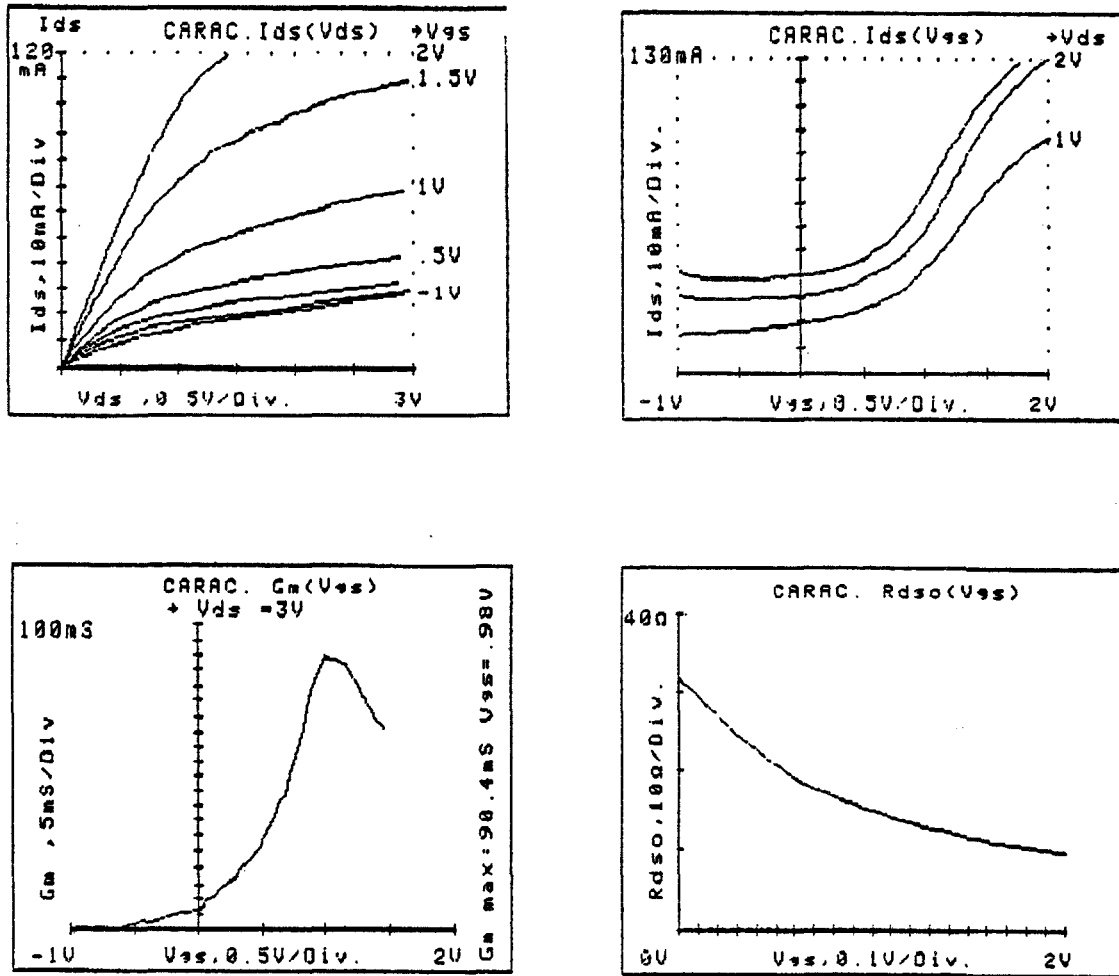 Ids
CARAC.Ids(Vds) →Vgs
120
mA
2V
1.5V
1V
.5V
-1V
Ids,10mA/Div
Vds ,0 5V/Div. 3V
CARAC.Ids(Vgs) →Vds
130mA
2V
1V
Ids,10mA/Div.
-1V Vgs,0.5V/Div. 2V
CARAC. Gm(Vgs)
→ Vds =3V
100mS
Gm ,5mS/Div
Gm max:90.4mS Vgs=.98V
-1V Vgs,0.5V/Div. 2V
CARAC. Rdso(Vgs)
40Ω
Rdso,10Ω/Div.
0V Vgs,0.1V/Div. 2V